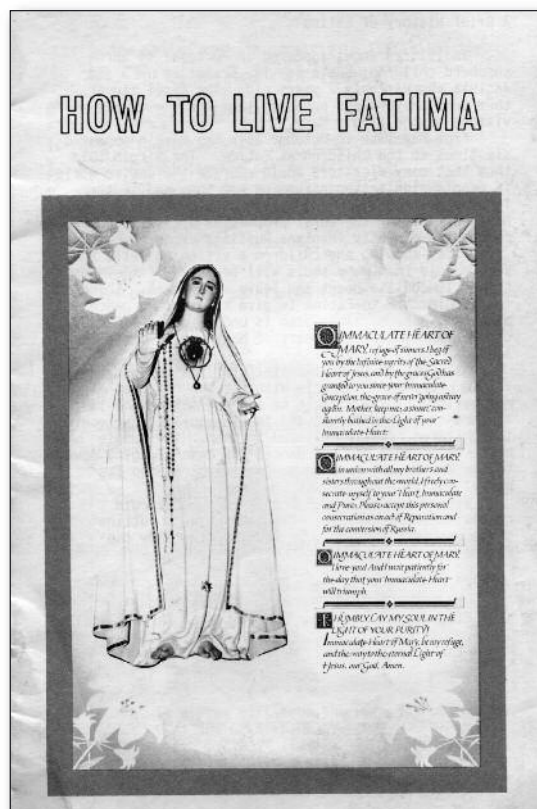 HOW TO LIVE FATIMA
O IMMACULATE HEART OF
MARY, refuge of sinners, I beg of
you by the infinite merits of the Sacred
Heart of Jesus, and by the graces God has
granted to you since your Immaculate
Conception, the grace of never going astray
again. Mother, keep me, a sinner, con-
stantly bathed in the Light of your
Immaculate Heart.
O IMMACULATE HEART OF MARY,
in union with all my brothers and
sisters throughout the world, I freely con-
secrate myself to your Heart, Immaculate
and Pure. Please accept this personal
consecration as an act of Reparation and
for the conversion of Russia.
O IMMACULATE HEART OF MARY,
I love you! And I wait patiently for
the day that your Immaculate Heart
will triumph.
I HUMBLY LAY MY SOUL IN THE
LIGHT OF YOUR PURITY!
Immaculate Heart of Mary, be my refuge,
and the way to the eternal Light of
Jesus, our God. Amen.